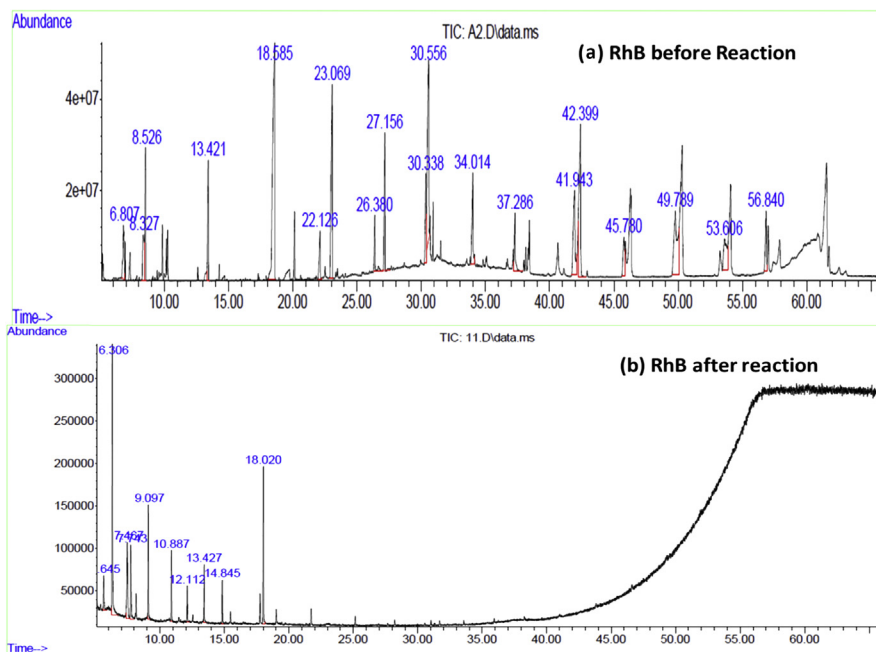 Abundance
TIC: A2.D\data.ms
(a) RhB before Reaction
18.585
30.556
23.069
4e+07
42.399
27.156
8.526
13.421
30.338
34.014
2e+07
41.943
6.807
26.380
37.286
49.789
56.840
8.327
22.126
45.780
53.606
10.00 15.00 20.00 25.00 30.00 35.00 40.00 45.00 50.00 55.00 60.00
Time-->
Abundance
TIC: 11.D\data.ms
6.306
(b) RhB after reaction
300000
250000
200000
18.020
150000
9.097
7.467
7.743
100000
10.887
13.427
.645
14.845
12.112
50000
10.00 15.00 20.00 25.00 30.00 35.00 40.00 45.00 50.00 55.00 60.00
Time-->